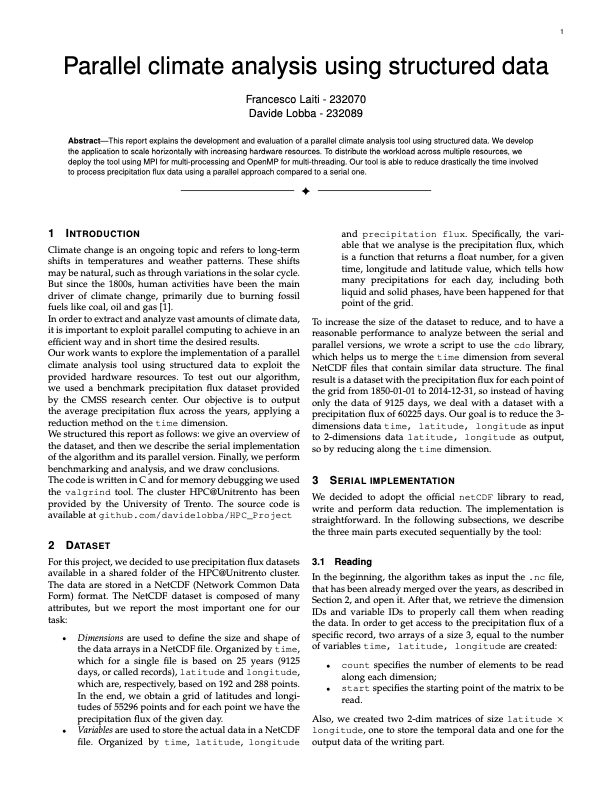 1
Parallel climate analysis using structured data
Francesco Laiti - 232070
Davide Lobba - 232089
Abstract—This report explains the development and evaluation of a parallel climate analysis tool using structured data. We develop
the application to scale horizontally with increasing hardware resources. To distribute the workload across multiple resources, we
deploy the tool using MPI for multi-processing and OpenMP for multi-threading. Our tool is able to reduce drastically the time involved
to process precipitation flux data using a parallel approach compared to a serial one.
1 INTRODUCTION
Climate change is an ongoing topic and refers to long-term
shifts in temperatures and weather patterns. These shifts
may be natural, such as through variations in the solar cycle.
But since the 1800s, human activities have been the main
driver of climate change, primarily due to burning fossil
fuels like coal, oil and gas [1].
In order to extract and analyze vast amounts of climate data,
it is important to exploit parallel computing to achieve in an
efficient way and in short time the desired results.
Our work wants to explore the implementation of a parallel
climate analysis tool using structured data to exploit the
provided hardware resources. To test out our algorithm,
we used a benchmark precipitation flux dataset provided
by the CMSS research center. Our objective is to output
the average precipitation flux across the years, applying a
reduction method on the time dimension.
We structured this report as follows: we give an overview of
the dataset, and then we describe the serial implementation
of the algorithm and its parallel version. Finally, we perform
benchmarking and analysis, and we draw conclusions.
The code is written in C and for memory debugging we used
the valgrind tool. The cluster HPC@Unitrento has been
provided by the University of Trento. The source code is
available at github.com/davidelobba/HPC_Project
2 DATASET
For this project, we decided to use precipitation flux datasets
available in a shared folder of the HPC@Unitrento cluster.
The data are stored in a NetCDF (Network Common Data
Form) format. The NetCDF dataset is composed of many
attributes, but we report the most important one for our
task:
• Dimensions are used to define the size and shape of
the data arrays in a NetCDF file. Organized by time,
which for a single file is based on 25 years (9125
days, or called records), latitude and longitude,
which are, respectively, based on 192 and 288 points.
In the end, we obtain a grid of latitudes and longi-
tudes of 55296 points and for each point we have the
precipitation flux of the given day.
• Variables are used to store the actual data in a NetCDF
file. Organized by time, latitude, longitude
and precipitation flux. Specifically, the vari-
able that we analyse is the precipitation flux, which
is a function that returns a float number, for a given
time, longitude and latitude value, which tells how
many precipitations for each day, including both
liquid and solid phases, have been happened for that
point of the grid.
To increase the size of the dataset to reduce, and to have a
reasonable performance to analyze between the serial and
parallel versions, we wrote a script to use the cdo library,
which helps us to merge the time dimension from several
NetCDF files that contain similar data structure. The final
result is a dataset with the precipitation flux for each point of
the grid from 1850-01-01 to 2014-12-31, so instead of having
only the data of 9125 days, we deal with a dataset with a
precipitation flux of 60225 days. Our goal is to reduce the 3-
dimensions data time, latitude, longitude as input
to 2-dimensions data latitude, longitude as output,
so by reducing along the time dimension.
3 SERIAL IMPLEMENTATION
We decided to adopt the official netCDF library to read,
write and perform data elements. The implementation is
straightforward. In the following subsections, we describe
the three main parts executed sequentially by the tool:
3.1 Reading
In the beginning, the algorithm takes as input the .nc file,
that has been already merged over the years, as described in
Section 2, and open it. After that, we retrieve the dimension
IDs and variable IDs to properly call them when reading
the data. In order to get access to the precipitation flux of a
specific record, two arrays of a size 3, equal to the number
of variables time, latitude, longitude are created:
• count specifies the number of elements to be read
along each dimension;
• start specifies the starting point of the matrix to be
read.
Also, we created two 2-dim matrices of size latitude ×
longitude, one to store the temporal data and one for the
output data of the writing part.